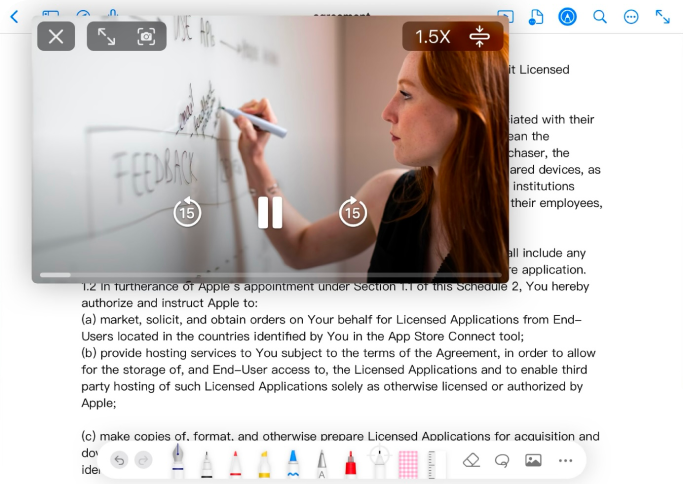 agreement
1.5X
USE APIs
FEEDBACK
15
15
it Licensed
iated with their
ean the
chaser, the
ared devices, as
institutions
their employees,
all include any
re application.
1.2 in furtherance of Apple's appointment under Section 1.1 of this Schedule 2, You hereby
authorize and instruct Apple to:
(a) market, solicit, and obtain orders on Your behalf for Licensed Applications from End-
Users located in the countries identified by You in the App Store Connect tool;
(b) provide hosting services to You subject to the terms of the Agreement, in order to allow
for the storage of, and End-User access to, the Licensed Applications and to enable third
party hosting of such Licensed Applications solely as otherwise licensed or authorized by
Apple;
(c) make copies of, format, and otherwise prepare Licensed Applications for acquisition and
dov
ider
A